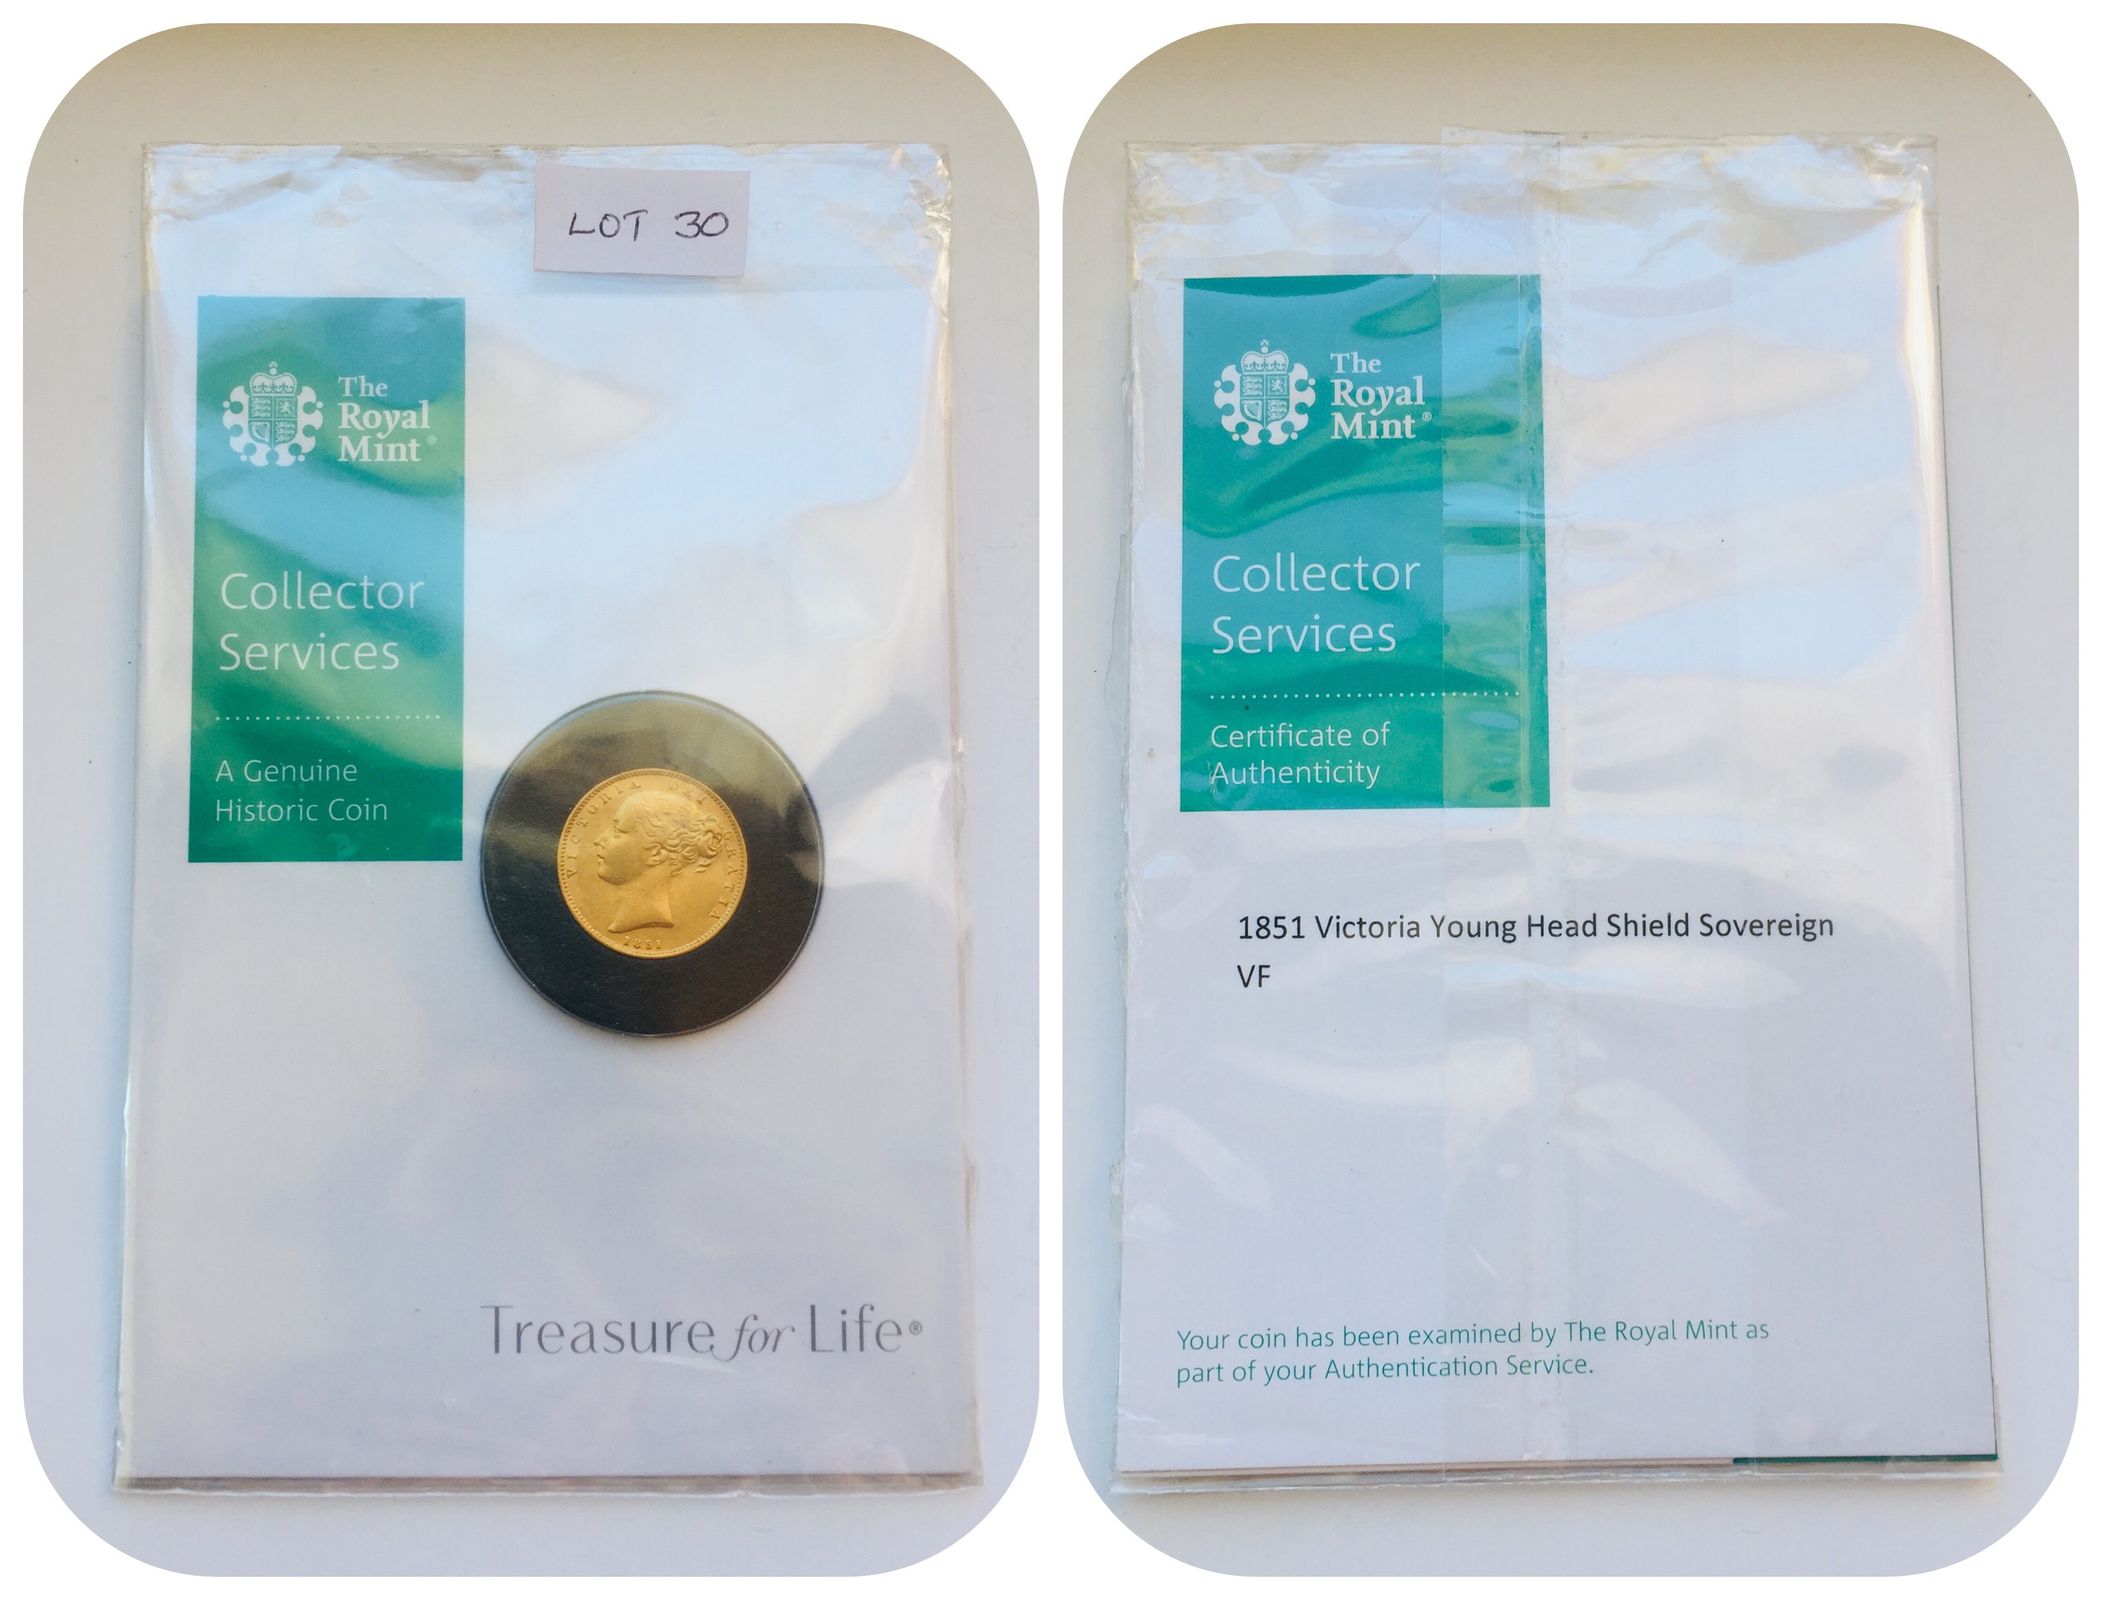 LOT 30
The
Royal
Mint®
Collector
Services
A Genuine
Historic Coin
VICTORIA DEI GRATIA
1851
Treasure for Life®
The
Royal
Mint®
Collector
Services
Certificate of
Authenticity
1851 Victoria Young Head Shield Sovereign
VF
Your coin has been examined by The Royal Mint as
part of your Authentication Service.